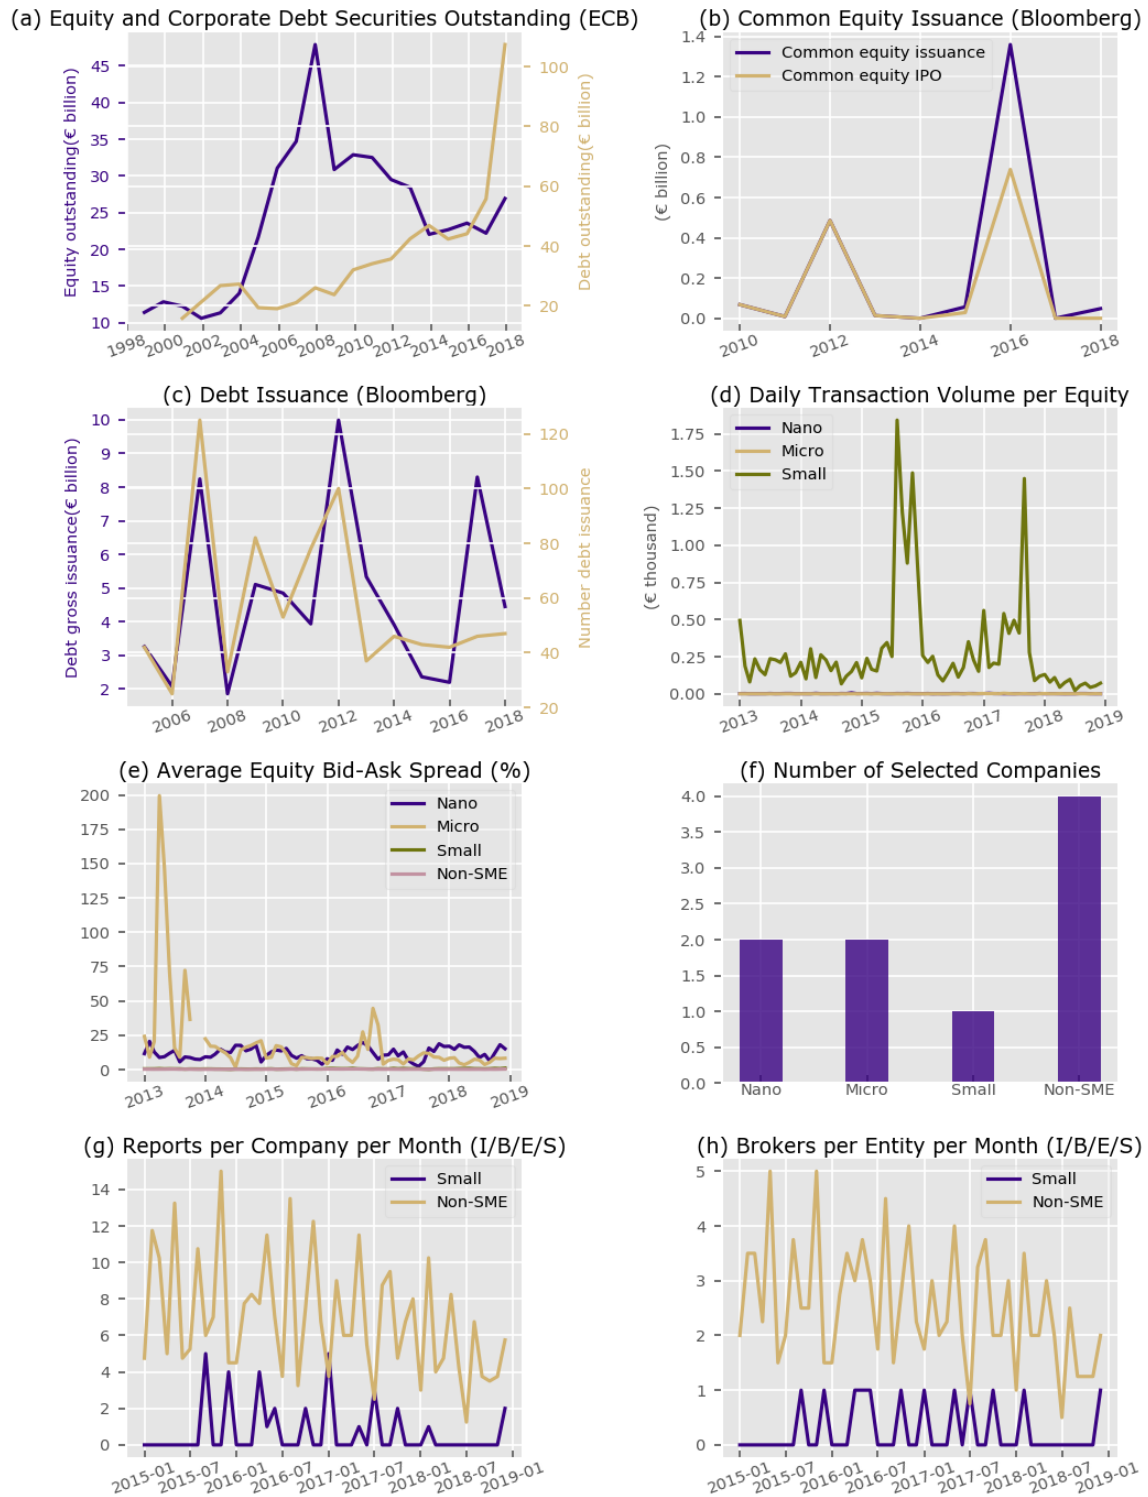 (a) Equity and Corporate Debt Securities Outstanding (ECB)
45
40
35
30
25
20
15
10
Equity outstanding(€ billion)
100
80
60
40
20
Debt outstanding(€ billion)
1998 2000 2002 2004 2006 2008 2010 2012 2014 2016 2018
(b) Common Equity Issuance (Bloomberg)
Common equity issuance
Common equity IPO
1.4
1.2
1.0
0.8
0.6
0.4
0.2
0.0
(€ billion)
2010 2012 2014 2016 2018
(c) Debt Issuance (Bloomberg)
10
9
8
7
6
5
4
3
2
Debt gross issuance(€ billion)
120
100
80
60
40
20
Number debt issuance
2006 2008 2010 2012 2014 2016 2018
(d) Daily Transaction Volume per Equity
Nano
Micro
Small
1.75
1.50
1.25
1.00
0.75
0.50
0.25
0.00
(€ thousand)
2013 2014 2015 2016 2017 2018 2019
(e) Average Equity Bid-Ask Spread (%)
Nano
Micro
Small
Non-SME
200
175
150
125
100
75
50
25
0
2013 2014 2015 2016 2017 2018 2019
(f) Number of Selected Companies
4.0
3.5
3.0
2.5
2.0
1.5
1.0
0.5
0.0
Nano Micro Small Non-SME
(g) Reports per Company per Month (I/B/E/S)
Small
Non-SME
14
12
10
8
6
4
2
0
2015-01 2015-07 2016-01 2016-07 2017-01 2017-07 2018-01 2018-07 2019-01
(h) Brokers per Entity per Month (I/B/E/S)
Small
Non-SME
5
4
3
2
1
0
2015-01 2015-07 2016-01 2016-07 2017-01 2017-07 2018-01 2018-07 2019-01